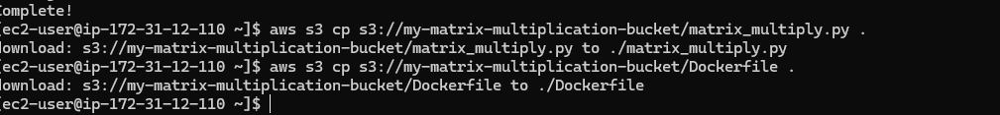 Complete!
[ec2-user@ip-172-31-12-110 ~]$ aws s3 cp s3://my-matrix-multiplication-bucket/matrix_multiply.py .
download: s3://my-matrix-multiplication-bucket/matrix_multiply.py to ./matrix_multiply.py
[ec2-user@ip-172-31-12-110 ~]$ aws s3 cp s3://my-matrix-multiplication-bucket/Dockerfile .
download: s3://my-matrix-multiplication-bucket/Dockerfile to ./Dockerfile
[ec2-user@ip-172-31-12-110 ~]$